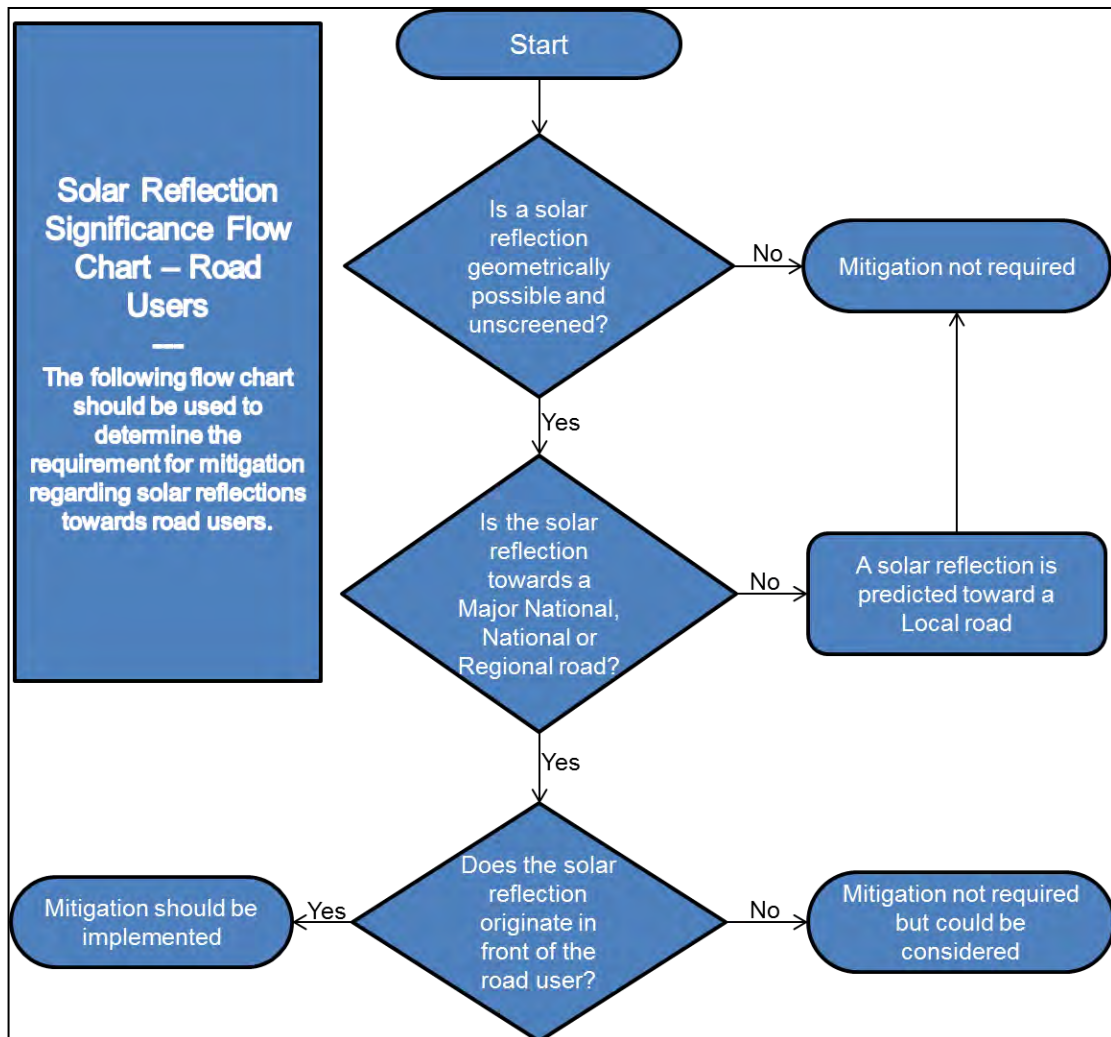 Solar Reflection
Significance Flow
Chart – Road
Users
---
The following flow chart
should be used to
determine the
requirement for mitigation
regarding solar reflections
towards road users.
Start
Is a solar
reflection
geometrically
possible and
unscreened?
No
Mitigation not required
Yes
Is the solar
reflection
towards a
Major National,
National or
Regional road?
No
A solar reflection is
predicted toward a
Local road
Yes
Does the solar
reflection
originate in
front of the
road user?
Yes
Mitigation should be
implemented
No
Mitigation not required
but could be
considered